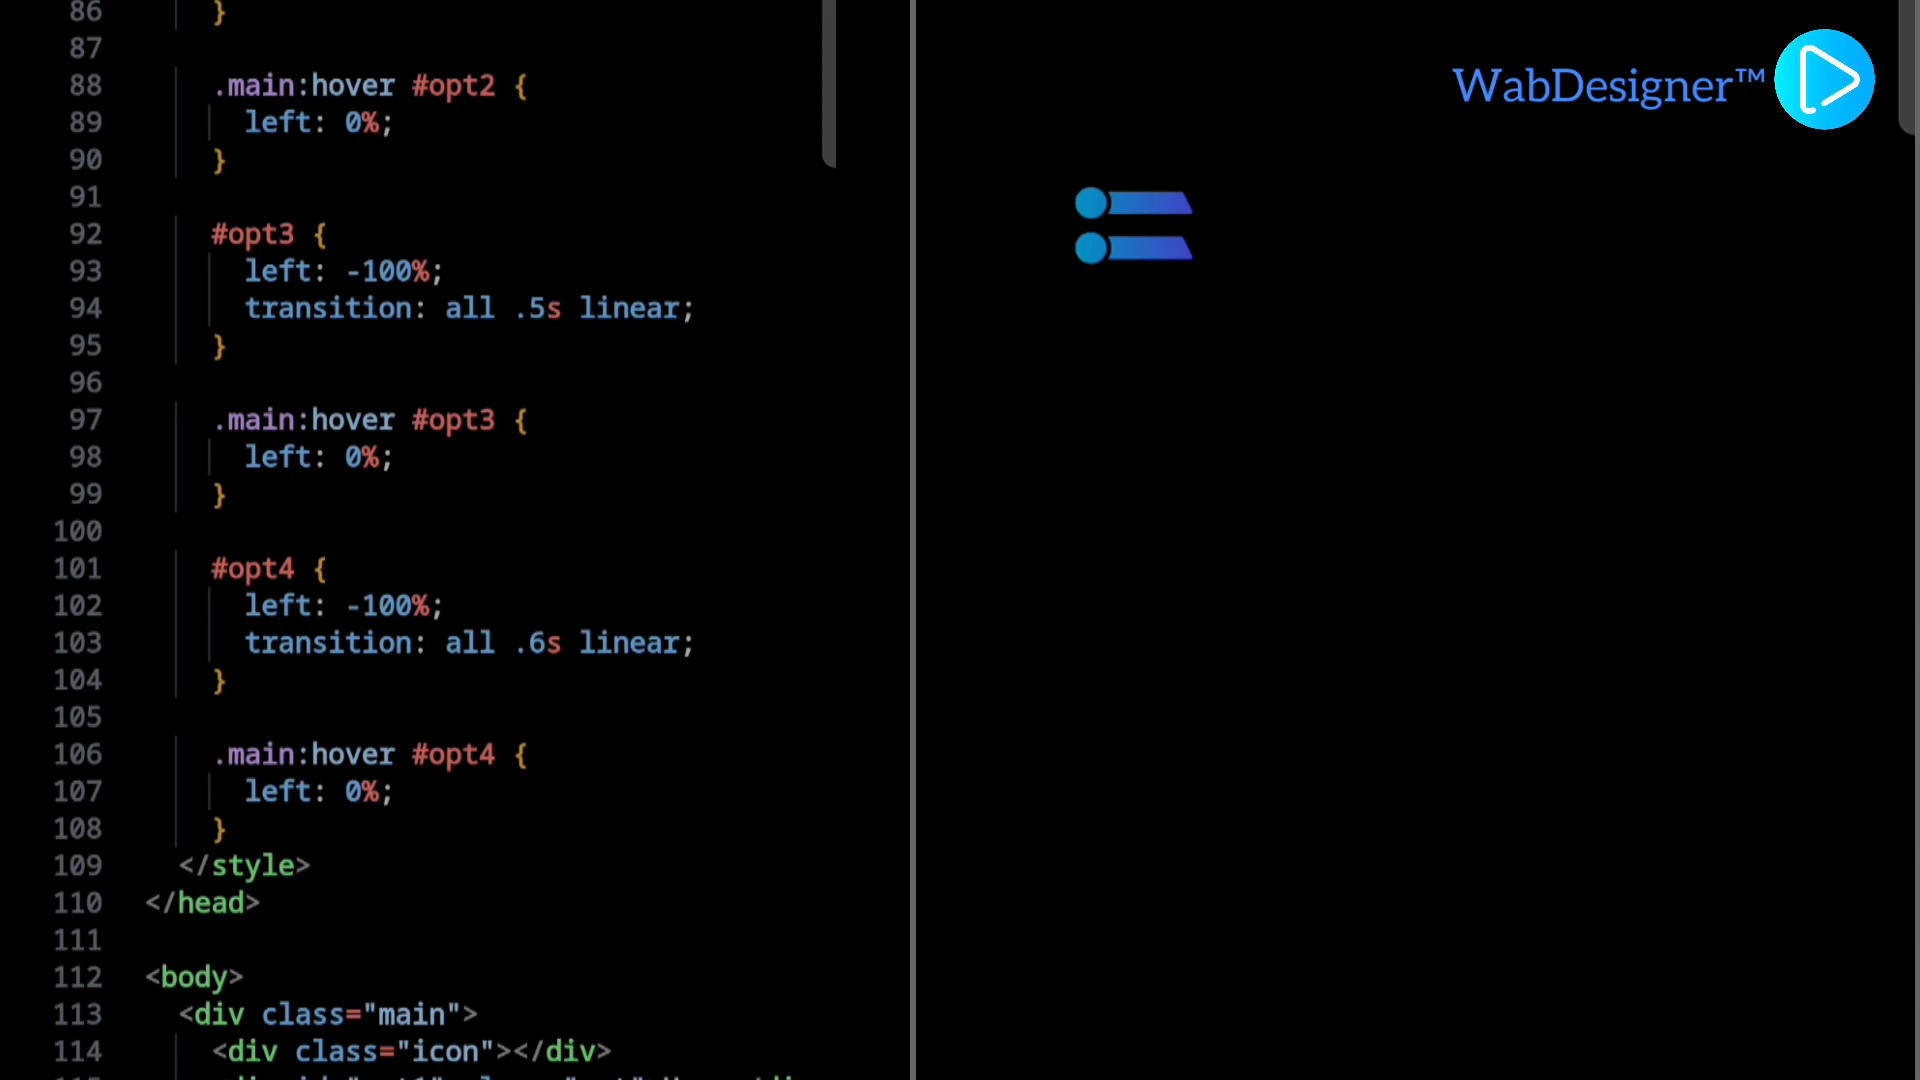 86 }
87
88 .main:hover #opt2 {
89 left: 0%;
90 }
91
92 #opt3 {
93 left: -100%;
94 transition: all .5s linear;
95 }
96
97 .main:hover #opt3 {
98 left: 0%;
99 }
100
101 #opt4 {
102 left: -100%;
103 transition: all .6s linear;
104 }
105
106 .main:hover #opt4 {
107 left: 0%;
108 }
109 </style>
110 </head>
111
112 <body>
113 <div class="main">
114 <div class="icon"></div>
WabDesigner™